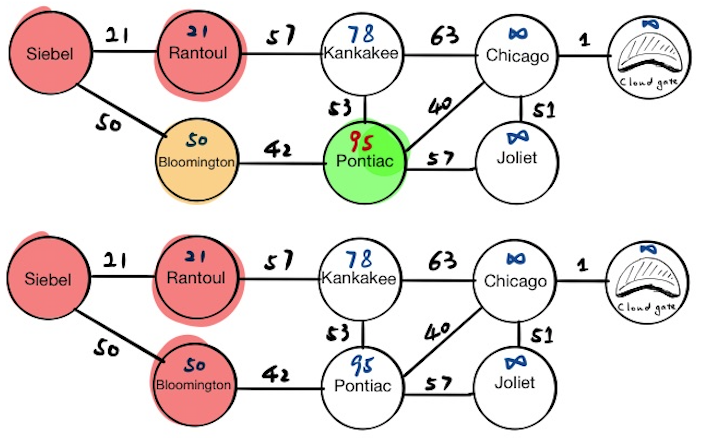 21 21 57 78 63 ∞ 1 ∞
Siebel Rantoul Kankakee Chicago Cloud gate
50 53 40 51
50 42 95 57 ∞
Bloomington Pontiac Joliet
21 21 57 78 63 ∞ 1 ∞
Siebel Rantoul Kankakee Chicago Cloud gate
50 53 40 51
50 42 95 57 ∞
Bloomington Pontiac Joliet